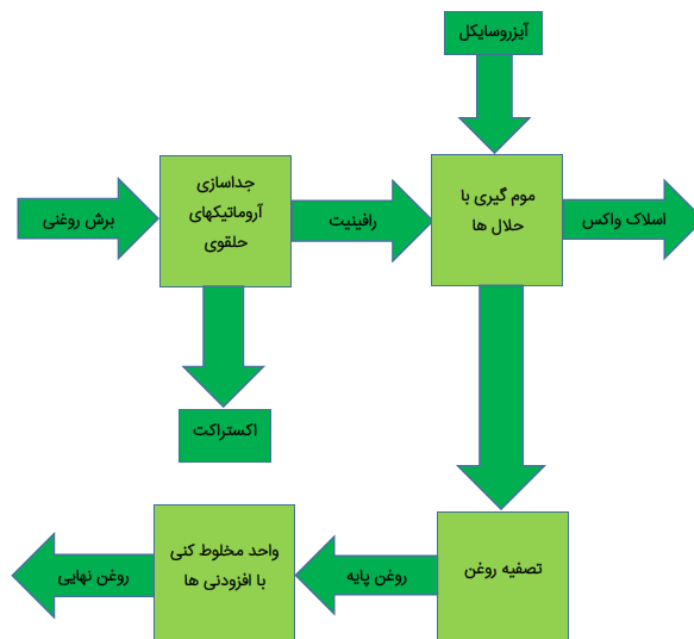 آیزروسایکل
برش روغنی
جداسازی
آروماتیکهای
حلقوی
رافینیت
موم گیری با
حلال ها
اسلاک واکس
اکستراکت
تصفیه روغن
روغن پایه
واحد مخلوط کنی
با افزودنی ها
روغن نهایی